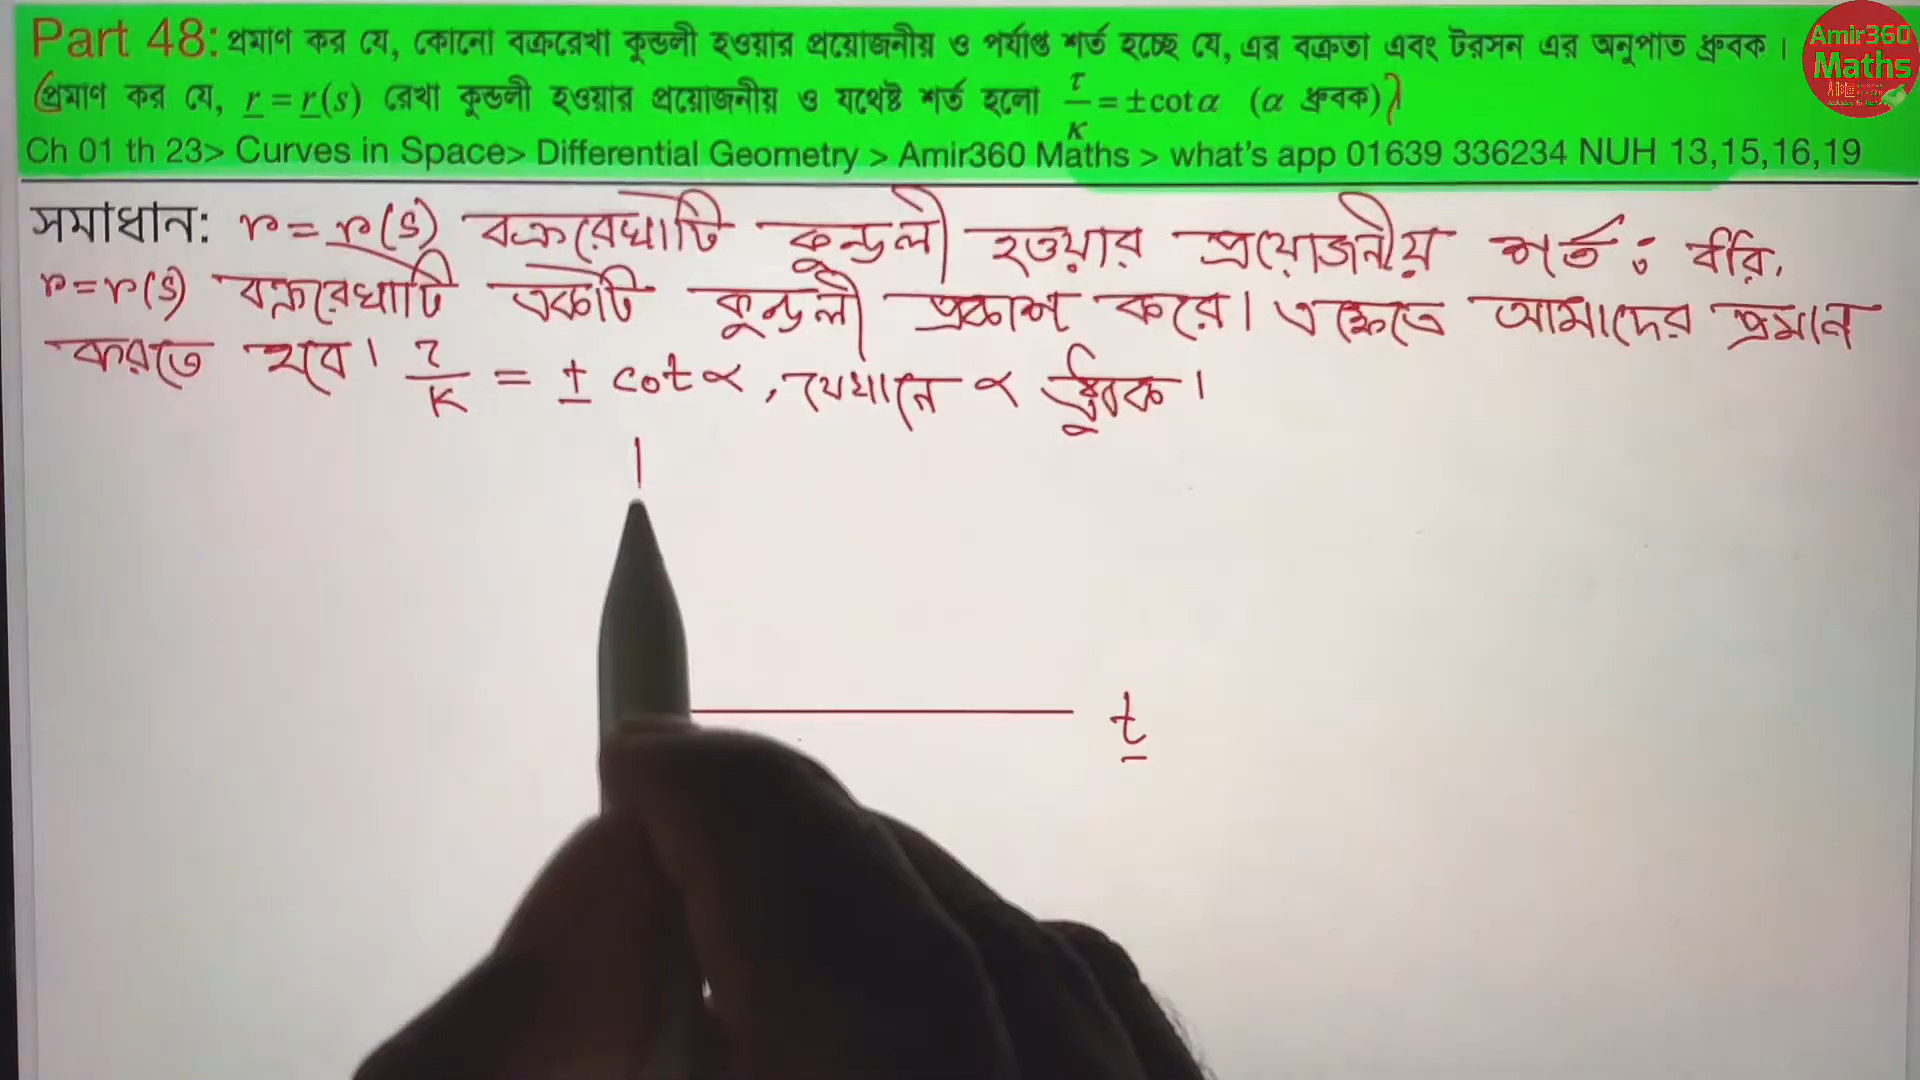 Part 48: প্রমাণ কর যে, কোনো বক্ররেখা কুন্ডলী হওয়ার প্রয়োজনীয় ও পর্যাপ্ত শর্ত হচ্ছে যে, এর বক্রতা এবং টরসন এর অনুপাত ধ্রুবক।
(প্রমাণ কর যে, r = r(s) রেখা কুন্ডলী হওয়ার প্রয়োজনীয় ও যথেষ্ট শর্ত হলো τ/κ = ±cotα (α ধ্রুবক))
Ch 01 th 23> Curves in Space> Differential Geometry > Amir360 Maths > what's app 01639 336234 NUH 13,15,16,19
Amir360
Maths
সমাধান: r = r(s) বক্ররেখাটি কুন্ডলী হওয়ার প্রয়োজনীয় শর্ত: ধরি,
r = r(s) বক্ররেখাটি একটি কুন্ডলী প্রকাশ করে। এক্ষেত্রে আমাদের প্রমান
করতে হবে। τ/κ = ± cotα, যেখানে α ধ্রুবক।
t